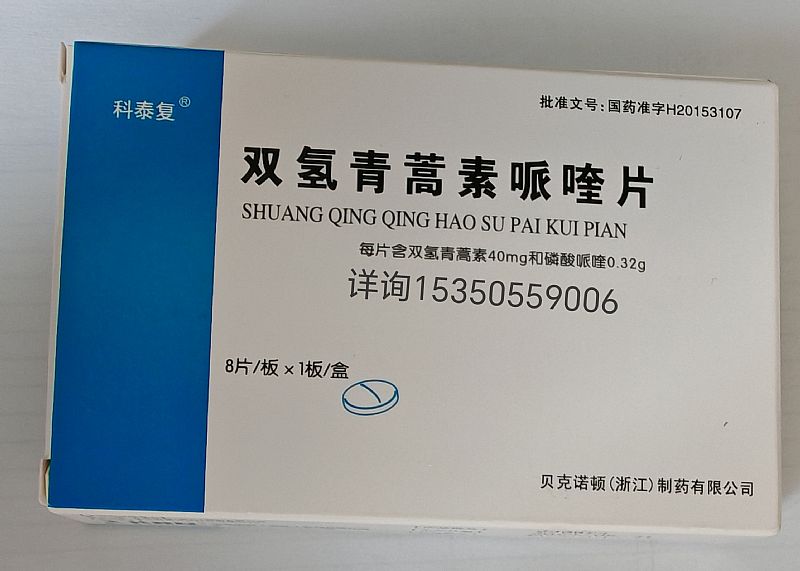 科泰复®
批准文号:国药准字H20153107
双氢青蒿素哌喹片
SHUANG QING QING HAO SU PAI KUI PIAN
每片含双氢青蒿素40mg和磷酸哌喹0.32g
详询15350559006
8片/板×1板/盒
贝克诺顿(浙江)制药有限公司